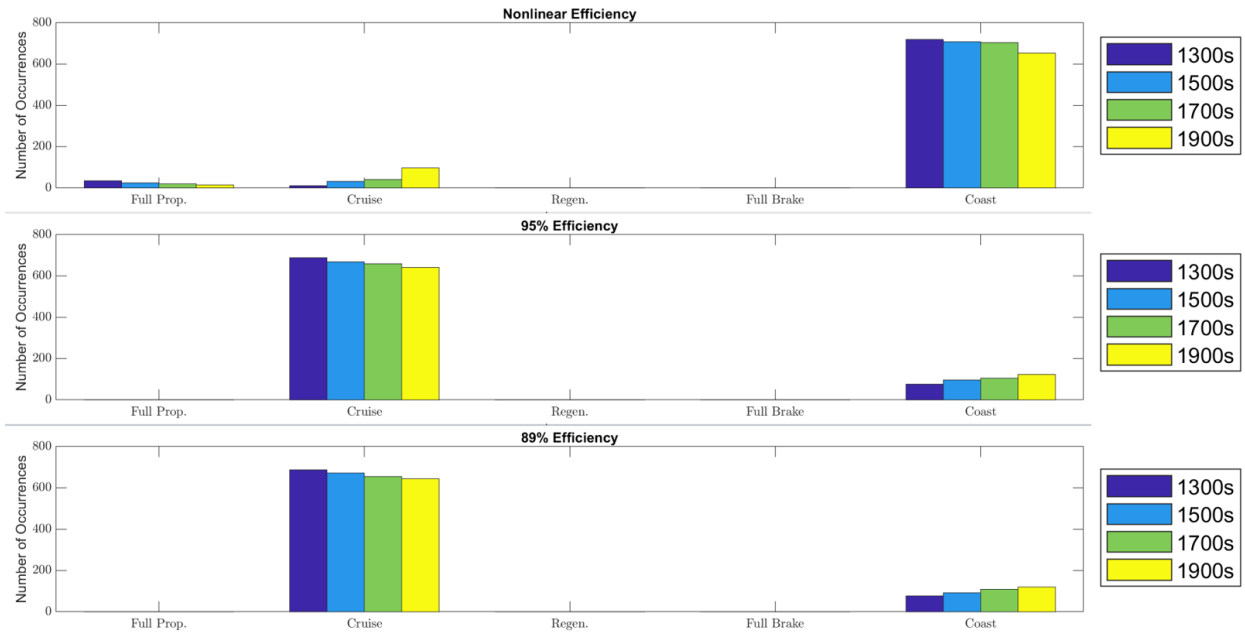 Nonlinear Efficiency
Number of Occurrences
800
600
400
200
0
Full Prop.
Cruise
Regen.
Full Brake
Coast
1300s
1500s
1700s
1900s
95% Efficiency
Number of Occurrences
800
600
400
200
0
Full Prop.
Cruise
Regen.
Full Brake
Coast
1300s
1500s
1700s
1900s
89% Efficiency
Number of Occurrences
800
600
400
200
0
Full Prop.
Cruise
Regen.
Full Brake
Coast
1300s
1500s
1700s
1900s